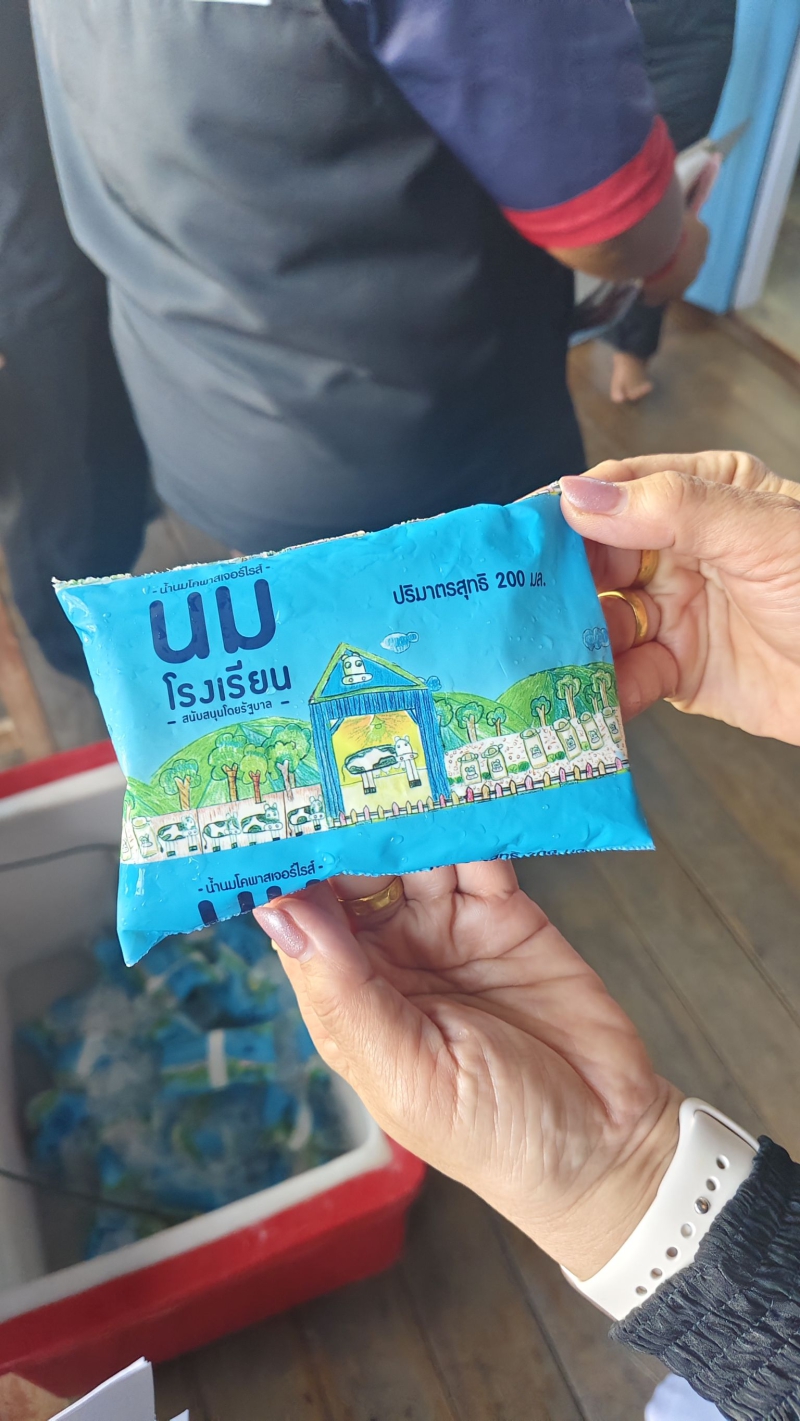 - น้ำนมโคพาสเจอร์ไรส์ -
นม
โรงเรียน
- สนับสนุนโดยรัฐบาล -
ปริมาตรสุทธิ 200 มล.
- น้ำนมโคพาสเจอร์ไรส์ -